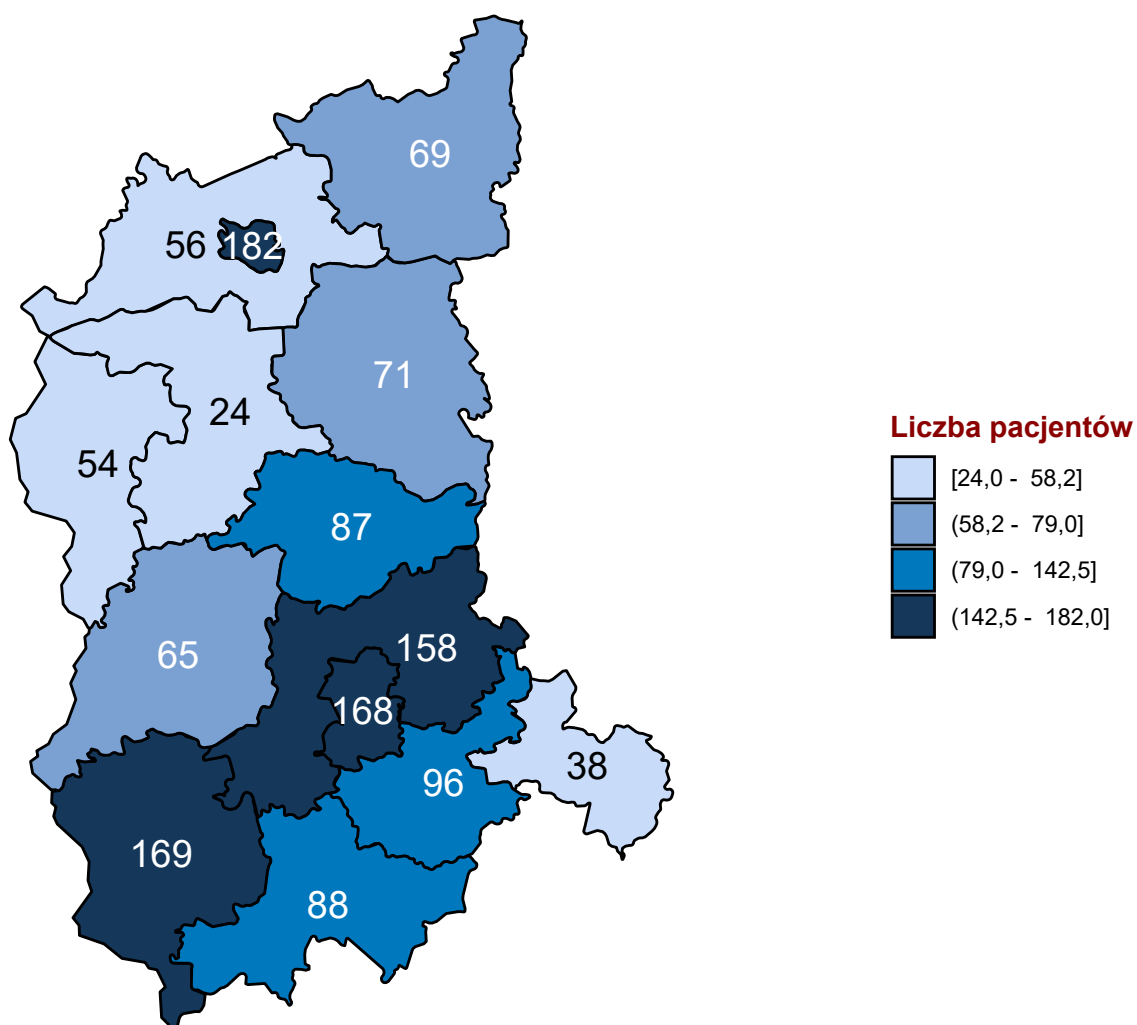 69
56 182
71
24
54
87
65
158
168
38
96
169
88
Liczba pacjentów
[24,0 - 58,2]
(58,2 - 79,0]
(79,0 - 142,5]
(142,5 - 182,0]